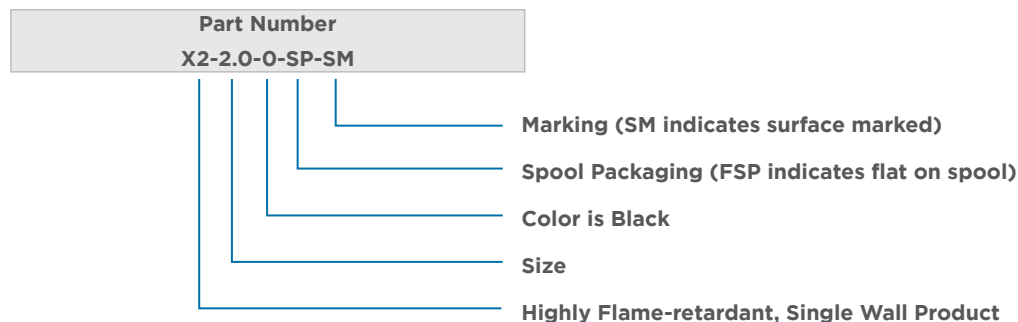 Part Number
X2-2.0-0-SP-SM
Marking (SM indicates surface marked)
Spool Packaging (FSP indicates flat on spool)
Color is Black
Size
Highly Flame-retardant, Single Wall Product